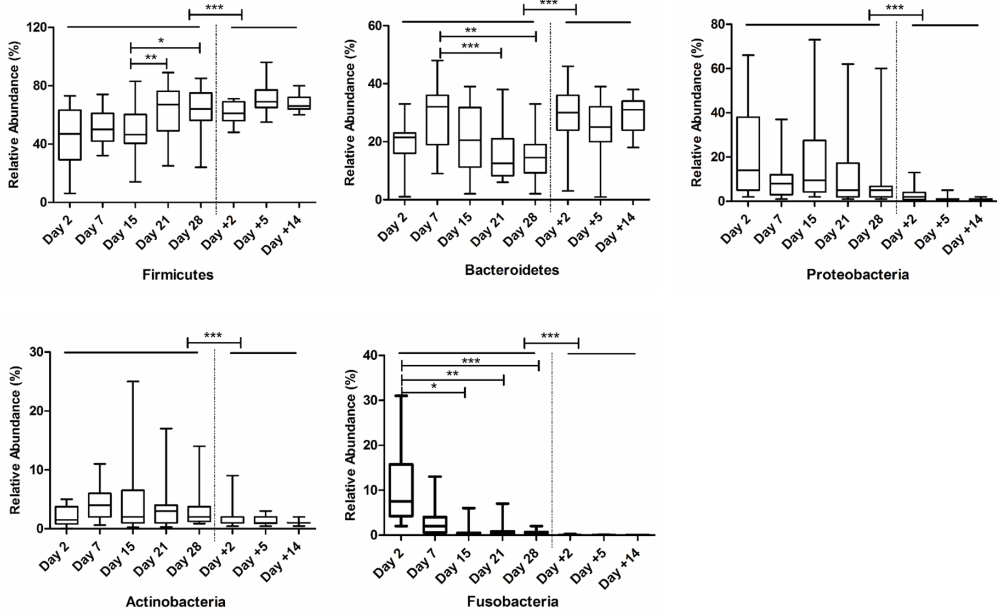 ***
*
**
Relative Abundance (%)
120
80
40
0
Day 2
Day 7
Day 15
Day 21
Day 28
Day +2
Day +5
Day +14
Firmicutes
***
**
***
Relative Abundance (%)
60
40
20
0
Day 2
Day 7
Day 15
Day 21
Day 28
Day +2
Day +5
Day +14
Bacteroidetes
***
Relative Abundance (%)
80
60
40
20
0
Day 2
Day 7
Day 15
Day 21
Day 28
Day +2
Day +5
Day +14
Proteobacteria
***
Relative Abundance (%)
30
20
10
0
Day 2
Day 7
Day 15
Day 21
Day 28
Day +2
Day +5
Day +14
Actinobacteria
***
***
**
*
Relative Abundance (%)
40
30
20
10
0
Day 2
Day 7
Day 15
Day 21
Day 28
Day +2
Day +5
Day +14
Fusobacteria